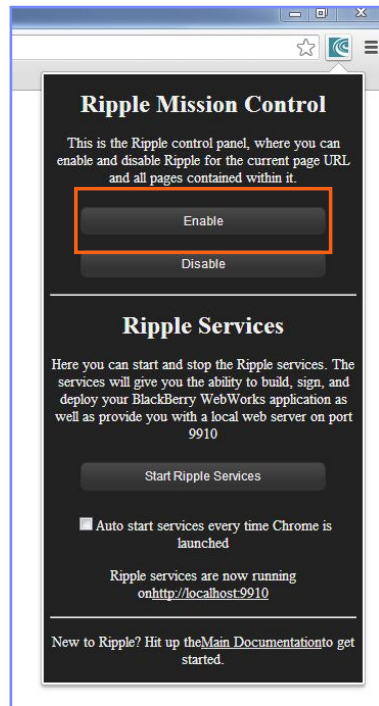 Ripple Mission Control
This is the Ripple control panel, where you can
enable and disable Ripple for the current page URL
and all pages contained within it.
Enable
Disable
Ripple Services
Here you can start and stop the Ripple services. The
services will give you the ability to build, sign, and
deploy your BlackBerry WebWorks application as
well as provide you with a local web server on port
9910
Start Ripple Services
Auto start services every time Chrome is
launched
Ripple services are now running
onhttp://localhost:9910
New to Ripple? Hit up theMain Documentationto get
started.